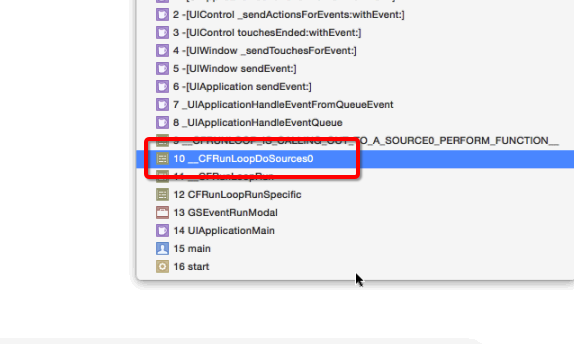 2 -[UIControl _sendActionsForEvents:withEvent:]
3 -[UIControl touchesEnded:withEvent:]
4 -[UIWindow _sendTouchesForEvent:]
5 -[UIWindow sendEvent:]
6 -[UIApplication sendEvent:]
7 _UIApplicationHandleEventFromQueueEvent
8 _UIApplicationHandleEventQueue
9 __CFRUNLOOP_IS_CALLING_OUT_TO_A_SOURCE0_PERFORM_FUNCTION__
10 __CFRunLoopDoSources0
11 __CFRunLoopRun
12 CFRunLoopRunSpecific
13 GSEventRunModal
14 UIApplicationMain
15 main
16 start